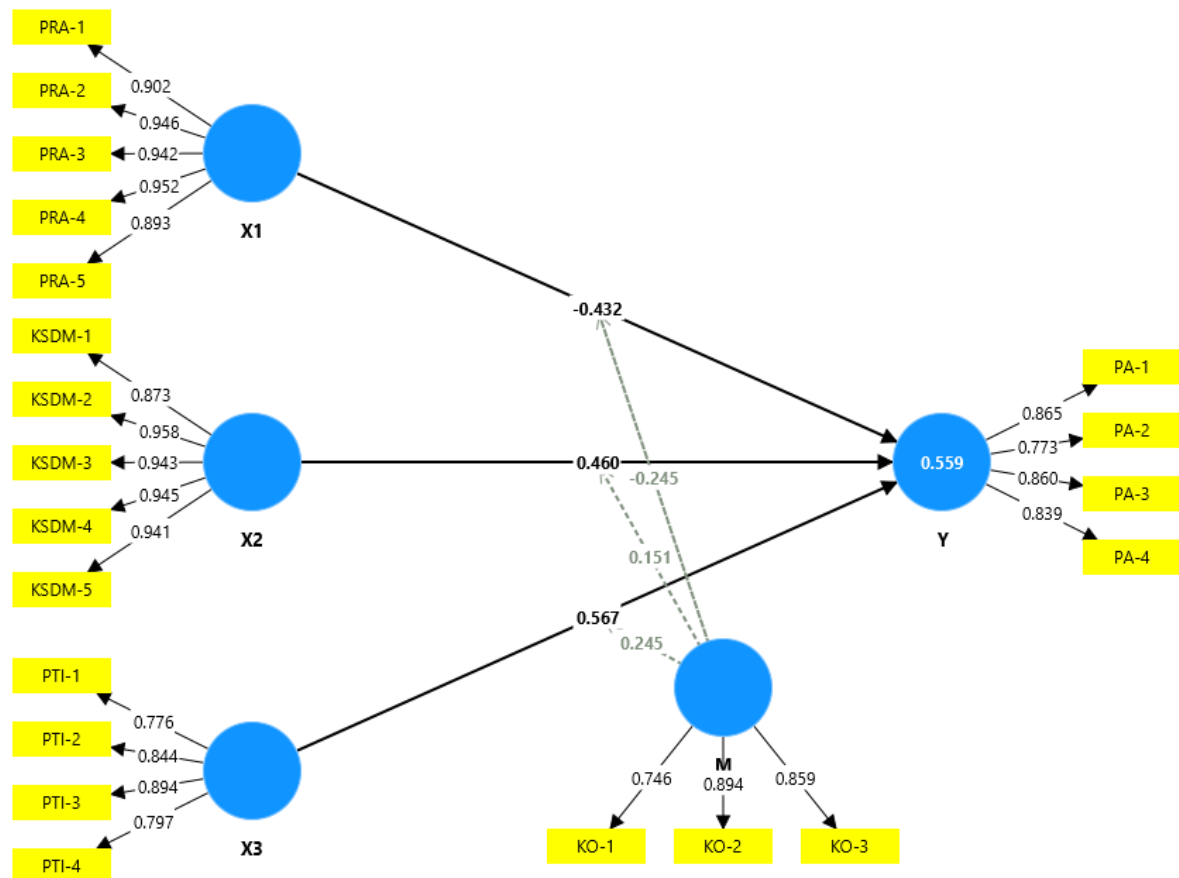 PRA-1
0.902
PRA-2
0.946
PRA-3
0.942
PRA-4
0.952
0.893
PRA-5
X1
-0.432
KSDM-1
0.873
KSDM-2
0.958
KSDM-3
0.943
KSDM-4
0.945
0.941
KSDM-5
X2
0.460
-0.245
0.151
0.567
0.245
PTI-1
0.776
PTI-2
0.844
PTI-3
0.894
0.797
PTI-4
X3
0.559
Y
PA-1
0.865
PA-2
0.773
PA-3
0.860
0.839
PA-4
M
0.746
0.894
0.859
KO-1
KO-2
KO-3